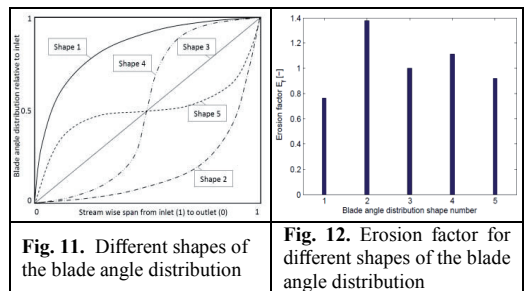 Blade angle distribution relative to inlet
1
0.5
0
Shape 1
Shape 4
Shape 3
Shape 5
Shape 2
0
Stream wise span from inlet (1) to outlet (0)
1
Erosion factor Ef [-]
1.4
1.2
1
0.8
0.6
0.4
0.2
0
1 2 3 4 5
Blade angle distribution shape number
Fig. 11. Different shapes of
the blade angle distribution
Fig. 12. Erosion factor for
different shapes of the blade
angle distribution